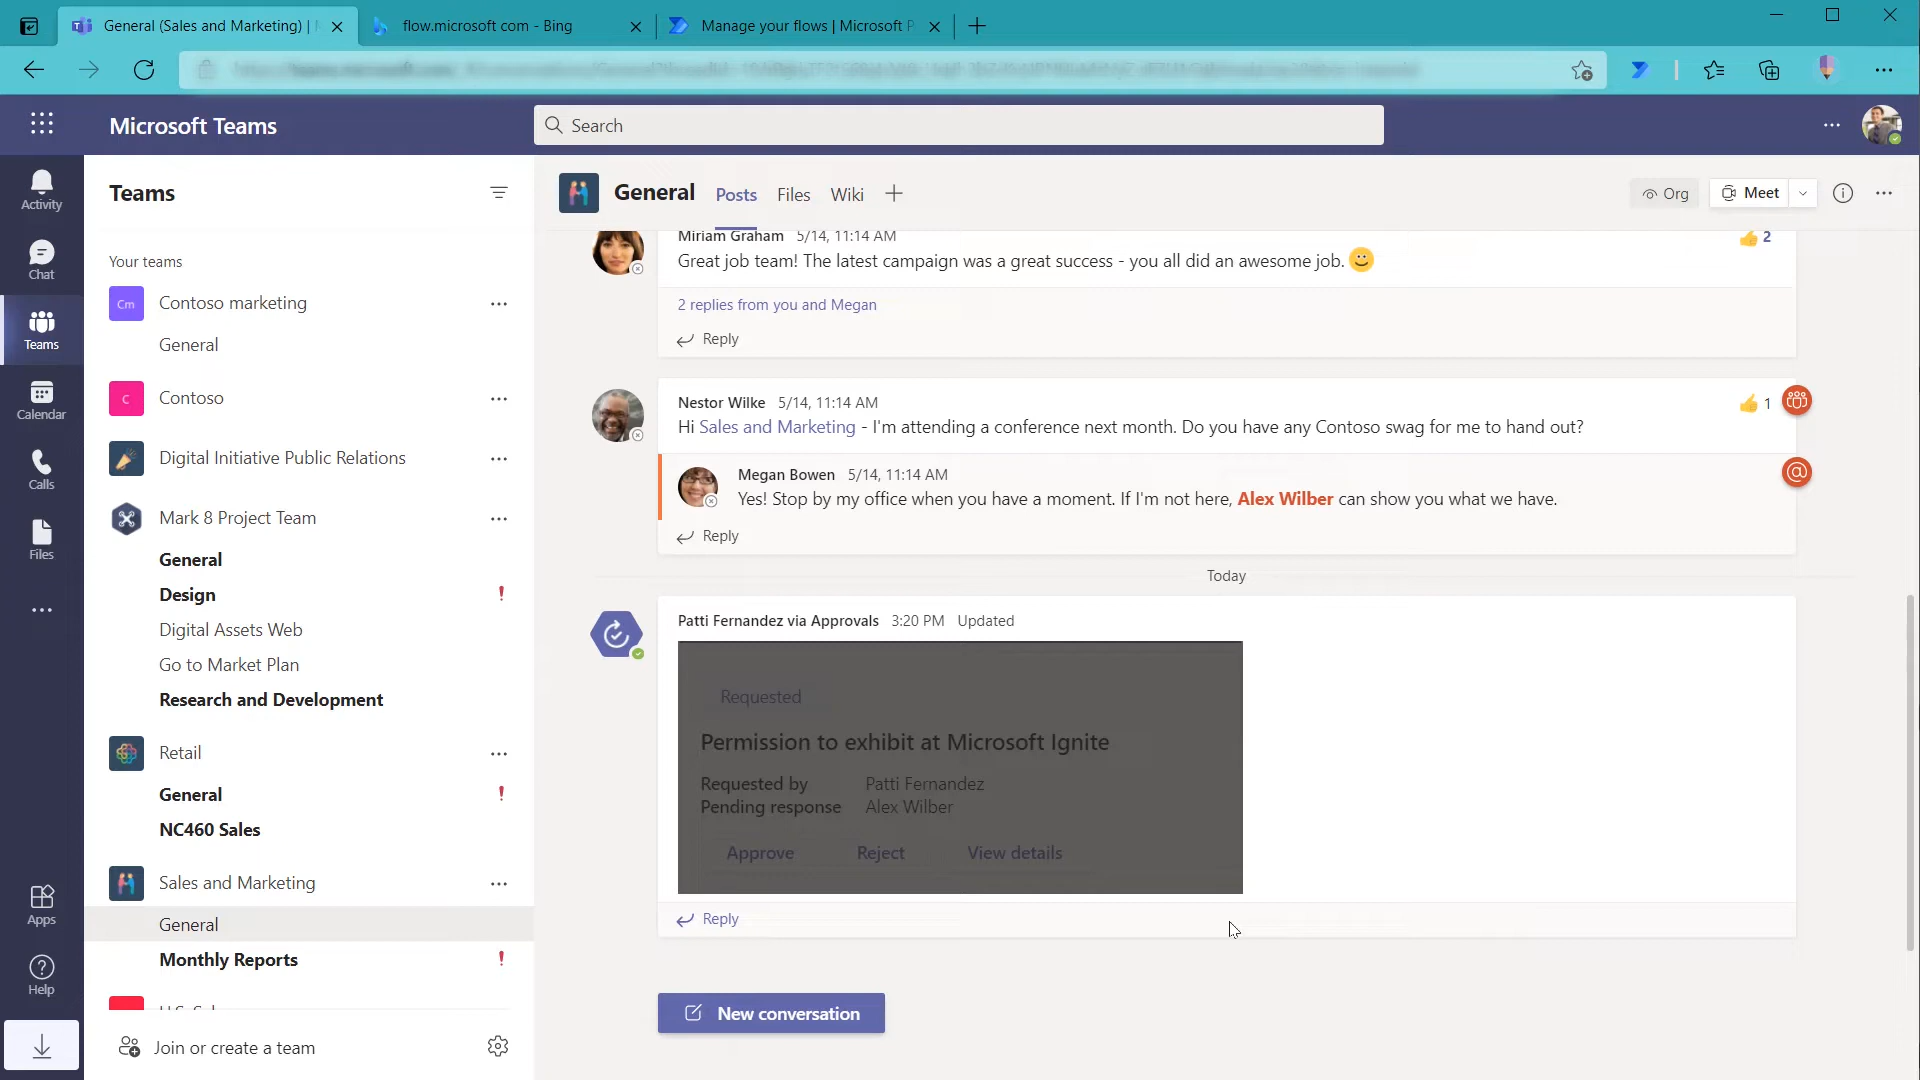 General (Sales and Marketing) |
flow.microsoft com - Bing
Manage your flows | Microsoft P
Microsoft Teams
Search
Activity
Chat
Teams
Calendar
Calls
Files
Apps
Help
Teams
Your teams
Cm
Contoso marketing
General
C
Contoso
Digital Initiative Public Relations
Mark 8 Project Team
General
Design
Digital Assets Web
Go to Market Plan
Research and Development
Retail
General
NC460 Sales
Sales and Marketing
General
Monthly Reports
Join or create a team
General
Posts
Files
Wiki
Org
Meet
Miriam Graham 5/14, 11:14 AM
2
Great job team! The latest campaign was a great success - you all did an awesome job.
2 replies from you and Megan
Reply
Nestor Wilke 5/14, 11:14 AM
1
Hi Sales and Marketing - I'm attending a conference next month. Do you have any Contoso swag for me to hand out?
Megan Bowen 5/14, 11:14 AM
Yes! Stop by my office when you have a moment. If I'm not here, Alex Wilber can show you what we have.
Reply
Today
Patti Fernandez via Approvals 3:20 PM Updated
Requested
Permission to exhibit at Microsoft Ignite
Requested by Patti Fernandez
Pending response Alex Wilber
Approve Reject View details
Reply
New conversation